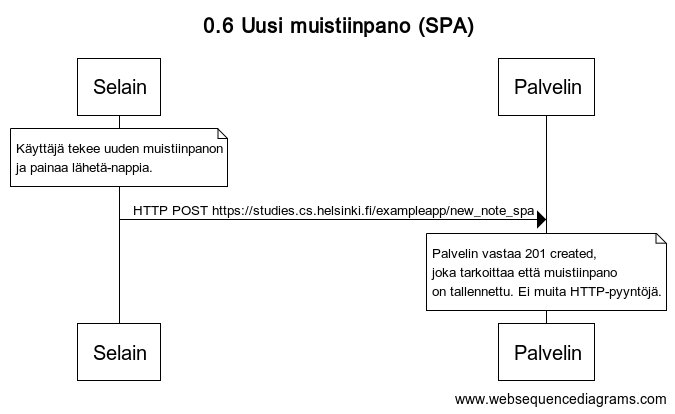 0.6 Uusi muistiinpano (SPA)
Selain
Palvelin
Käyttäjä tekee uuden muistiinpanon
ja painaa lähetä-nappia.
HTTP POST https://studies.cs.helsinki.fi/exampleapp/new_note_spa
Palvelin vastaa 201 created,
joka tarkoittaa että muistiinpano
on tallennettu. Ei muita HTTP-pyyntöjä.
Selain
Palvelin
www.websequencediagrams.com